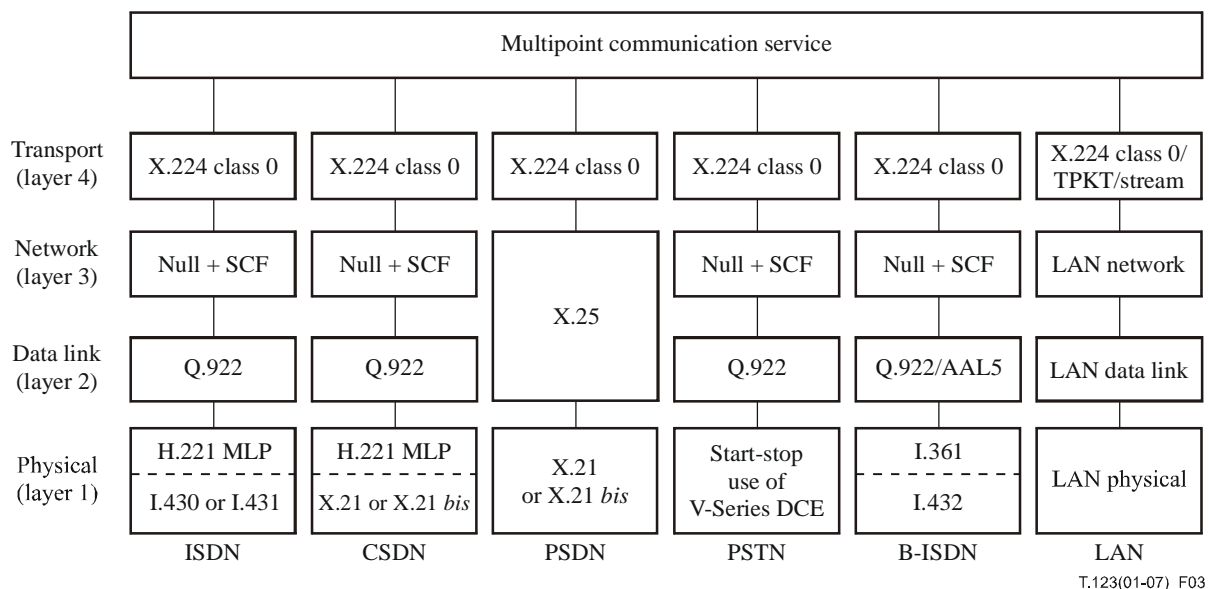 Multipoint communication service
Transport
(layer 4)
X.224 class 0
X.224 class 0
X.224 class 0
X.224 class 0
X.224 class 0
X.224 class 0/
TPKT/stream
Network
(layer 3)
Null + SCF
Null + SCF
X.25
Null + SCF
Null + SCF
LAN network
Data link
(layer 2)
Q.922
Q.922
Q.922
Q.922/AAL5
LAN data link
Physical
(layer 1)
H.221 MLP
I.430 or I.431
H.221 MLP
X.21 or X.21 bis
X.21
or X.21 bis
Start-stop
use of
V-Series DCE
I.361
I.432
LAN physical
ISDN
CSDN
PSDN
PSTN
B-ISDN
LAN
T.123(01-07)_F03